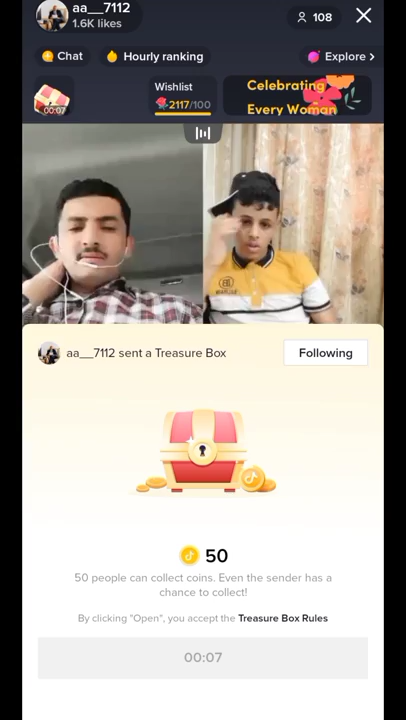 aa__7112
1.6K likes
108
Chat
Hourly ranking
Explore >
00:07
Wishlist
2117/100
Celebrating
Every Woman
aa__7112 sent a Treasure Box
Following
50
50 people can collect coins. Even the sender has a
chance to collect!
By clicking "Open", you accept the Treasure Box Rules
00:07